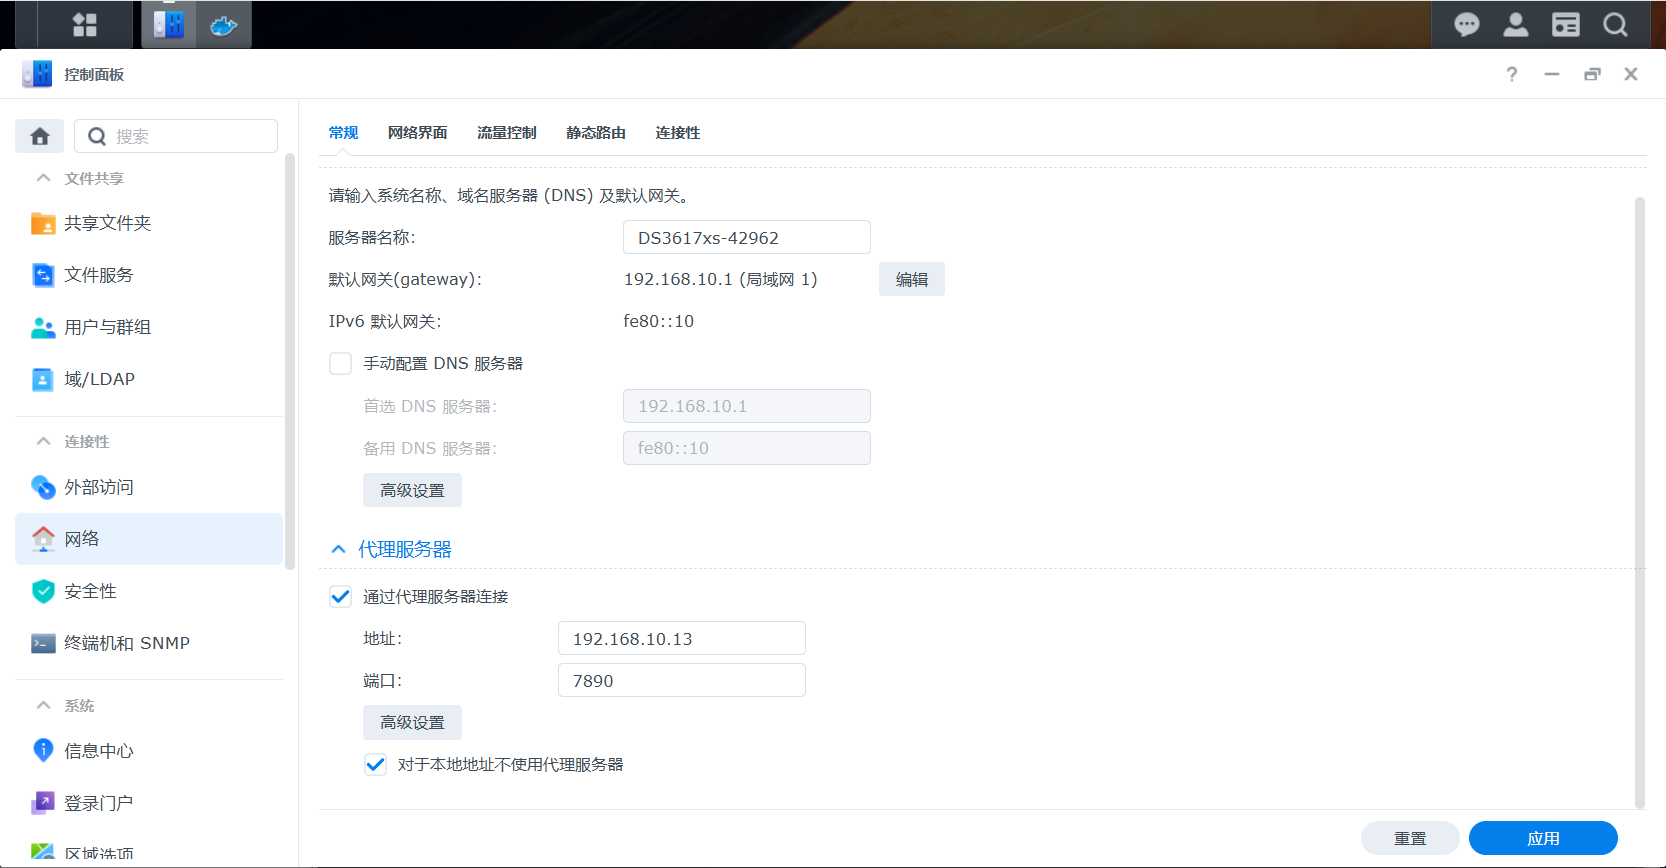 控制面板
搜索
文件共享
共享文件夹
文件服务
用户与群组
域/LDAP
连接性
外部访问
网络
安全性
终端机和 SNMP
系统
信息中心
登录门户
区域选项
常规 网络界面 流量控制 静态路由 连接性
请输入系统名称、域名服务器 (DNS) 及默认网关。
服务器名称: DS3617xs-42962
默认网关(gateway): 192.168.10.1 (局域网 1) 编辑
IPv6 默认网关: fe80::10
手动配置 DNS 服务器
首选 DNS 服务器: 192.168.10.1
备用 DNS 服务器: fe80::10
高级设置
代理服务器
通过代理服务器连接
地址: 192.168.10.13
端口: 7890
高级设置
对于本地地址不使用代理服务器
重置 应用